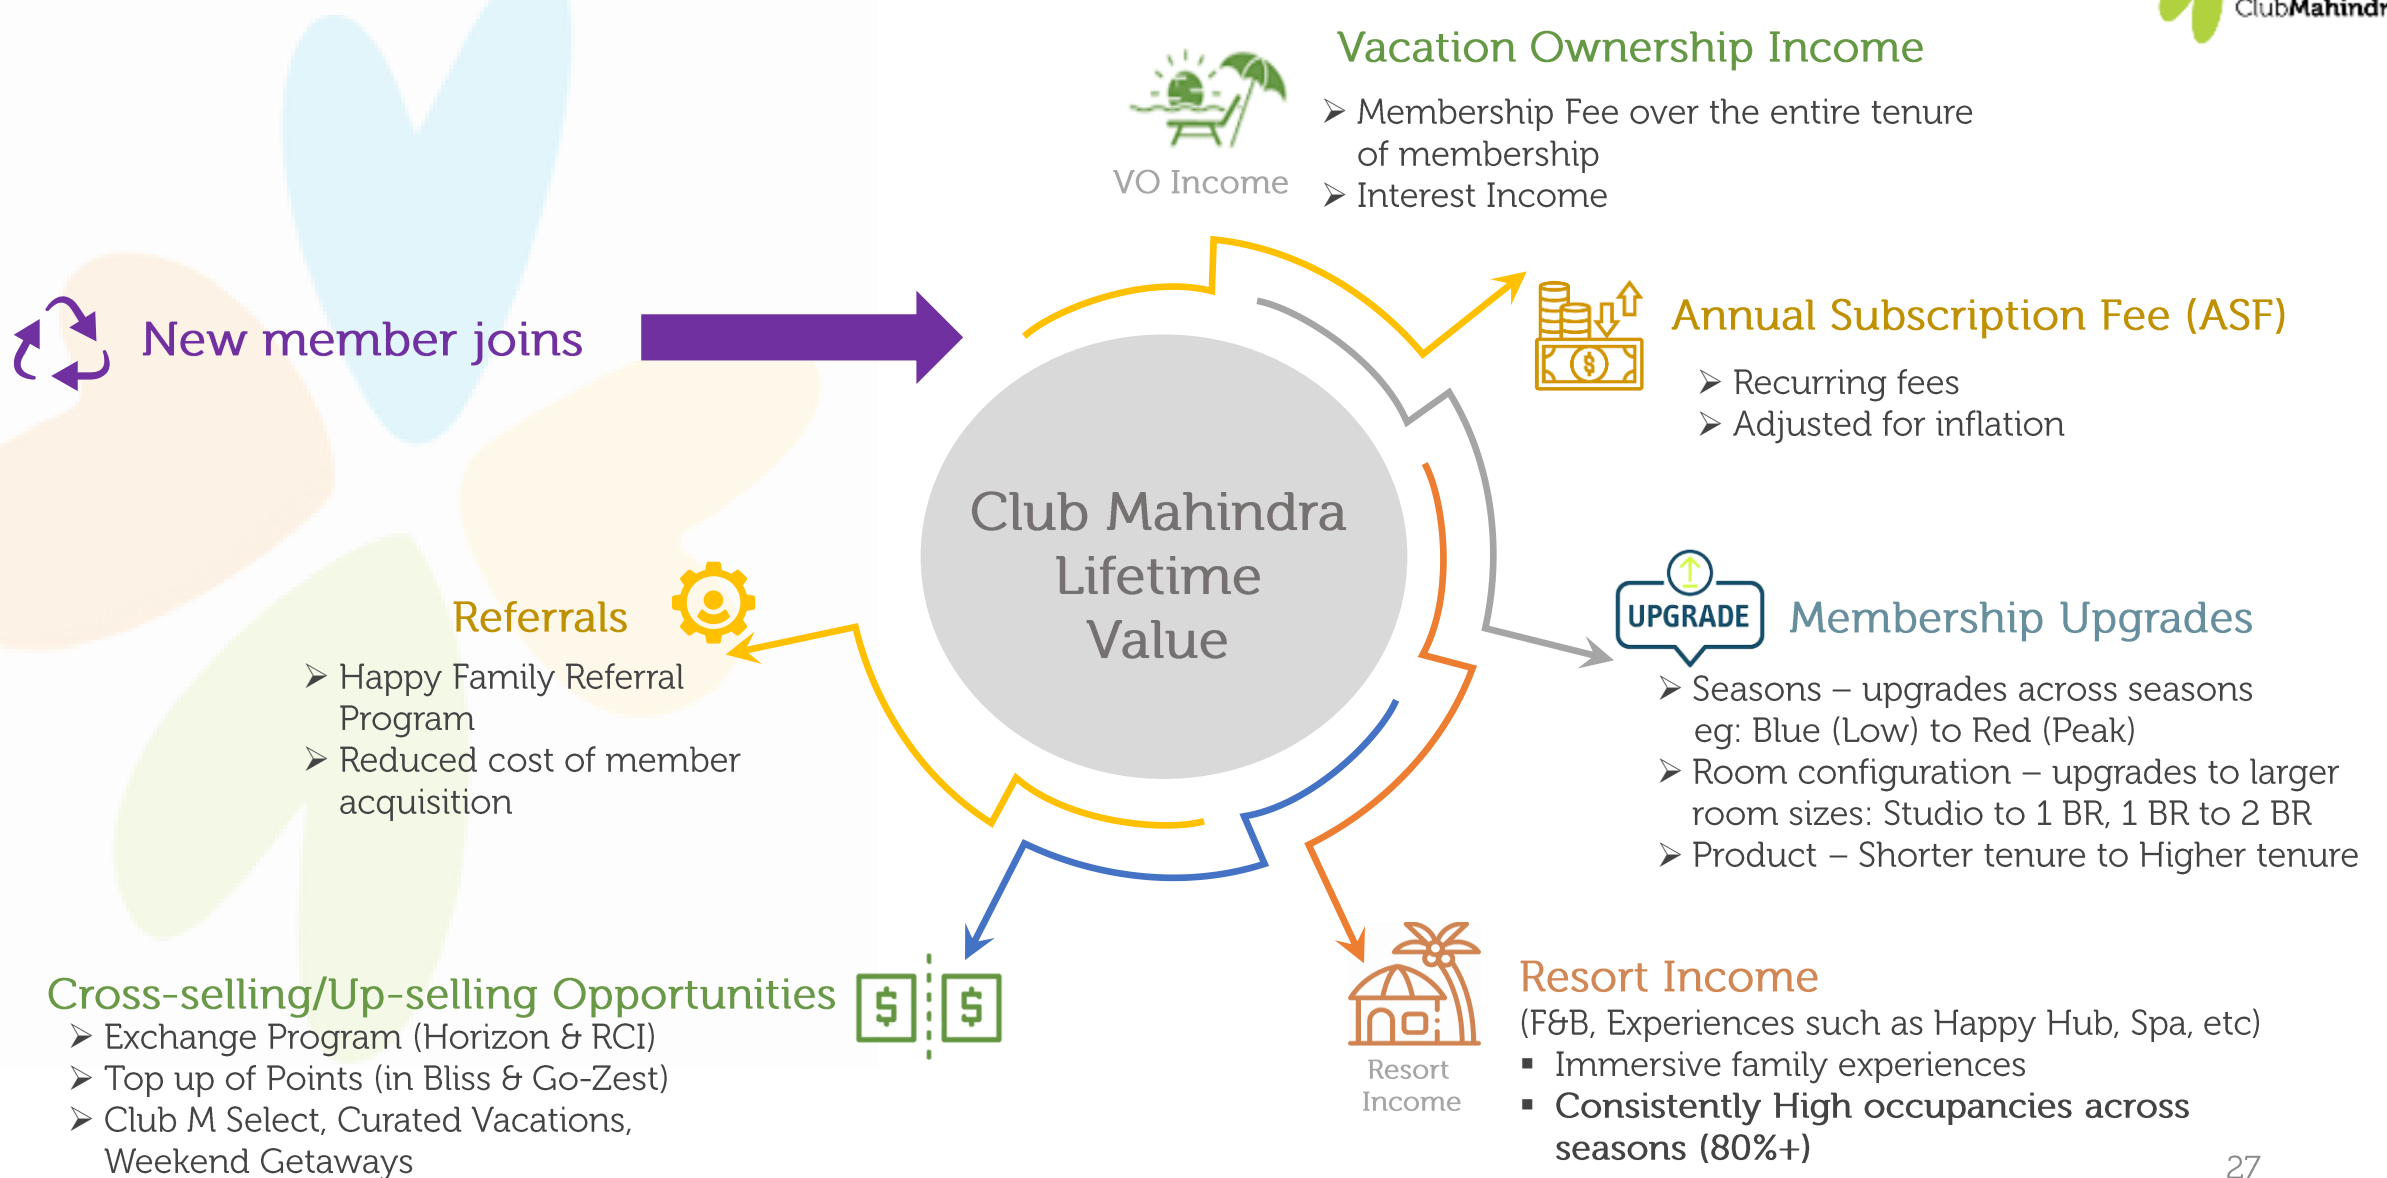 ClubMahindr
Vacation Ownership Income
➢ Membership Fee over the entire tenure
of membership
➢ Interest Income
VO Income
New member joins
Annual Subscription Fee (ASF)
➢ Recurring fees
➢ Adjusted for inflation
Club Mahindra
Lifetime
Value
UPGRADE
Membership Upgrades
➢ Seasons – upgrades across seasons
eg: Blue (Low) to Red (Peak)
➢ Room configuration – upgrades to larger
room sizes: Studio to 1 BR, 1 BR to 2 BR
➢ Product – Shorter tenure to Higher tenure
Referrals
➢ Happy Family Referral
Program
➢ Reduced cost of member
acquisition
Cross-selling/Up-selling Opportunities
➢ Exchange Program (Horizon & RCI)
➢ Top up of Points (in Bliss & Go-Zest)
➢ Club M Select, Curated Vacations,
Weekend Getaways
$ $
Resort
Income
Resort Income
(F&B, Experiences such as Happy Hub, Spa, etc)
▪ Immersive family experiences
▪ Consistently High occupancies across
seasons (80%+)
27